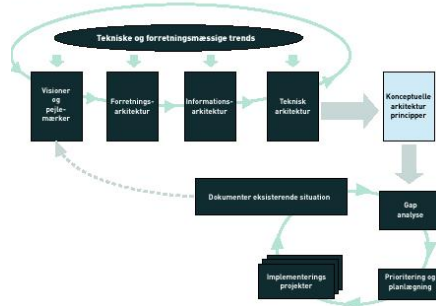 Tekniske og forretningsmæssige trends
Visioner
og
pejle-
mærker
Forretnings-
arkitektur
Informations-
arkitektur
Teknisk
arkitektur
Konceptuelle
arkitektur
principper
Dokumenter eksisterende situation
Gap
analyse
Implementerings
projekter
Prioritering og
planlægning